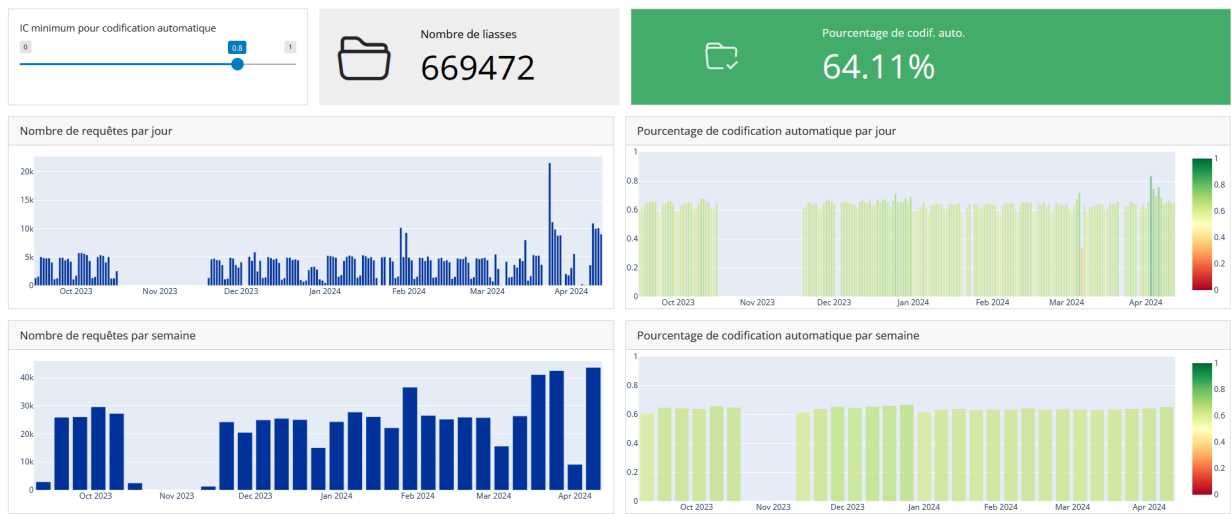 IC minimum pour codification automatique
0
0.8
1
Nombre de liasses
669472
Pourcentage de codif. auto.
64.11%
Nombre de requêtes par jour
20k
15k
10k
5k
0
Oct 2023 Nov 2023 Dec 2023 Jan 2024 Feb 2024 Mar 2024 Apr 2024
Pourcentage de codification automatique par jour
1
0.8
0.6
0.4
0.2
0
Oct 2023 Nov 2023 Dec 2023 Jan 2024 Feb 2024 Mar 2024 Apr 2024
1
0.8
0.6
0.4
0.2
0
Nombre de requêtes par semaine
40k
30k
20k
10k
0
Oct 2023 Nov 2023 Dec 2023 Jan 2024 Feb 2024 Mar 2024 Apr 2024
Pourcentage de codification automatique par semaine
1
0.8
0.6
0.4
0.2
0
Oct 2023 Nov 2023 Dec 2023 Jan 2024 Feb 2024 Mar 2024 Apr 2024
1
0.8
0.6
0.4
0.2
0